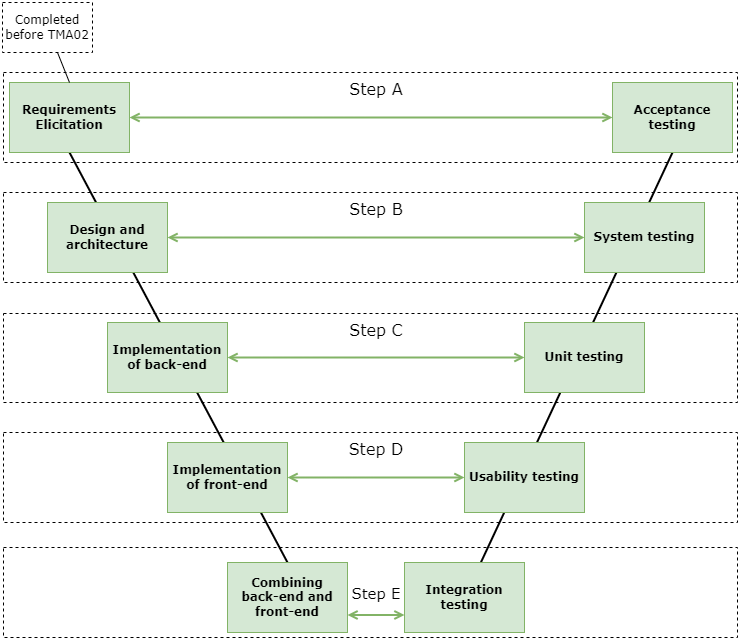 Completed
before TMA02
Step A
Requirements
Elicitation
Acceptance
testing
Step B
Design and
architecture
System testing
Step C
Implementation
of back-end
Unit testing
Step D
Implementation
of front-end
Usability testing
Combining
back-end and
front-end
Step E
Integration
testing